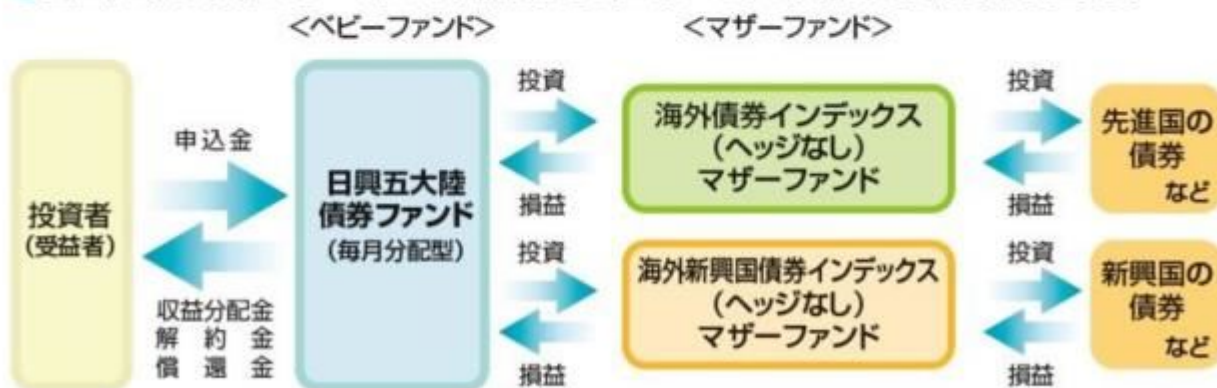 <ベビーファンド>
<マザーファンド>
投資者
(受益者)
申込金
収益分配金
解約金
償還金
日興五大陸
債券ファンド
(毎月分配型)
投資
損益
投資
損益
海外債券インデックス
(ヘッジなし)
マザーファンド
海外新興国債券インデックス
(ヘッジなし)
マザーファンド
投資
損益
投資
損益
先進国の
債券
など
新興国の
債券
など